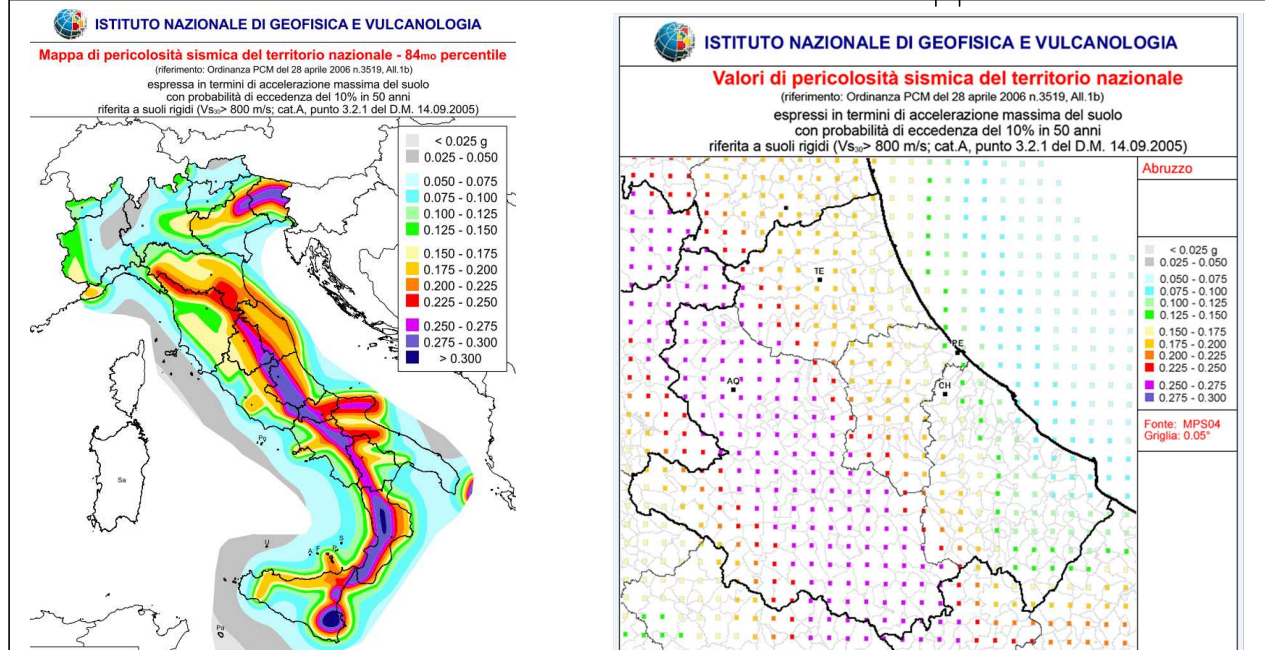 ISTITUTO NAZIONALE DI GEOFISICA E VULCANOLOGIA
Mappa di pericolosità sismica del territorio nazionale - 84mo percentile
(riferimento: Ordinanza PCM del 28 aprile 2006 n.3519, All.1b)
espressa in termini di accelerazione massima del suolo
con probabilità di eccedenza del 10% in 50 anni
riferita a suoli rigidi (Vs30> 800 m/s; cat.A, punto 3.2.1 del D.M. 14.09.2005)
< 0.025 g
0.025 - 0.050
0.050 - 0.075
0.075 - 0.100
0.100 - 0.125
0.125 - 0.150
0.150 - 0.175
0.175 - 0.200
0.200 - 0.225
0.225 - 0.250
0.250 - 0.275
0.275 - 0.300
> 0.300
Po
Sa
U
A
F
P
S
Pa
ISTITUTO NAZIONALE DI GEOFISICA E VULCANOLOGIA
Valori di pericolosità sismica del territorio nazionale
(riferimento: Ordinanza PCM del 28 aprile 2006 n.3519, All.1b)
espressi in termini di accelerazione massima del suolo
con probabilità di eccedenza del 10% in 50 anni
riferita a suoli rigidi (Vs30> 800 m/s; cat.A, punto 3.2.1 del D.M. 14.09.2005)
Abruzzo
TE
PE
AQ
CH
< 0.025 g
0.025 - 0.050
0.050 - 0.075
0.075 - 0.100
0.100 - 0.125
0.125 - 0.150
0.150 - 0.175
0.175 - 0.200
0.200 - 0.225
0.225 - 0.250
0.250 - 0.275
0.275 - 0.300
Fonte: MPS04
Griglia: 0.05°